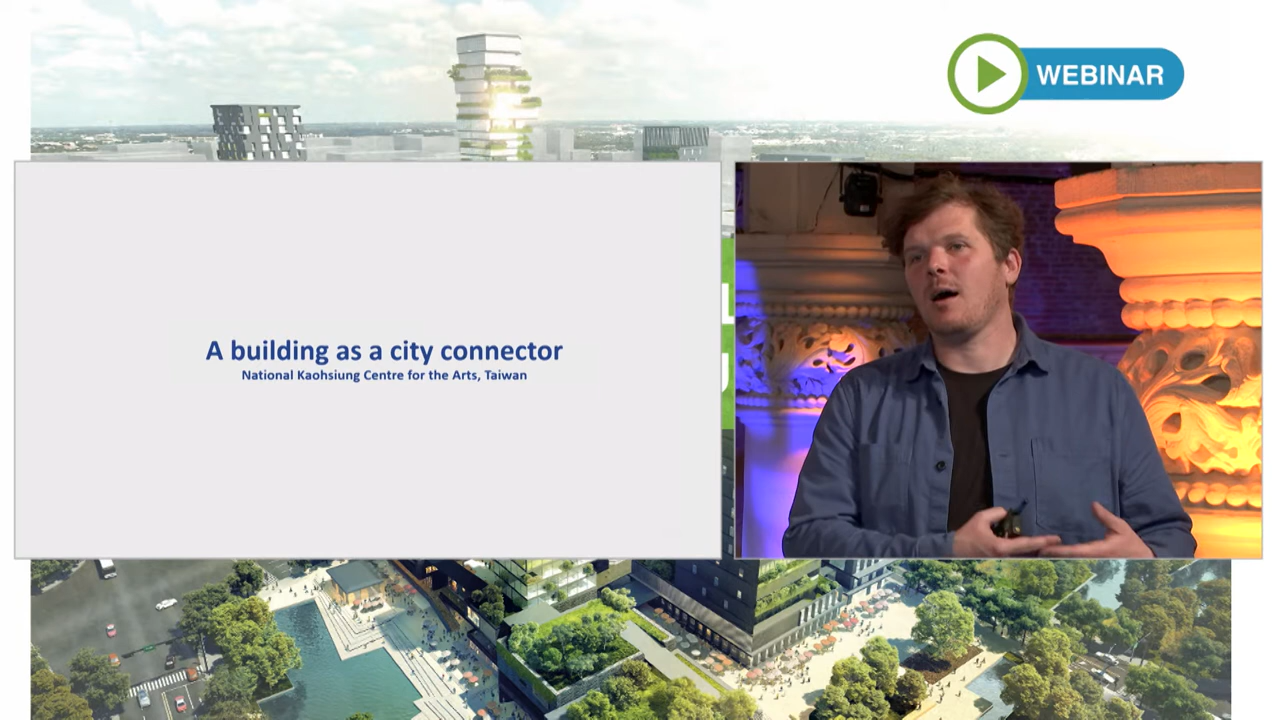 WEBINAR
A building as a city connector
National Kaohsiung Centre for the Arts, Taiwan